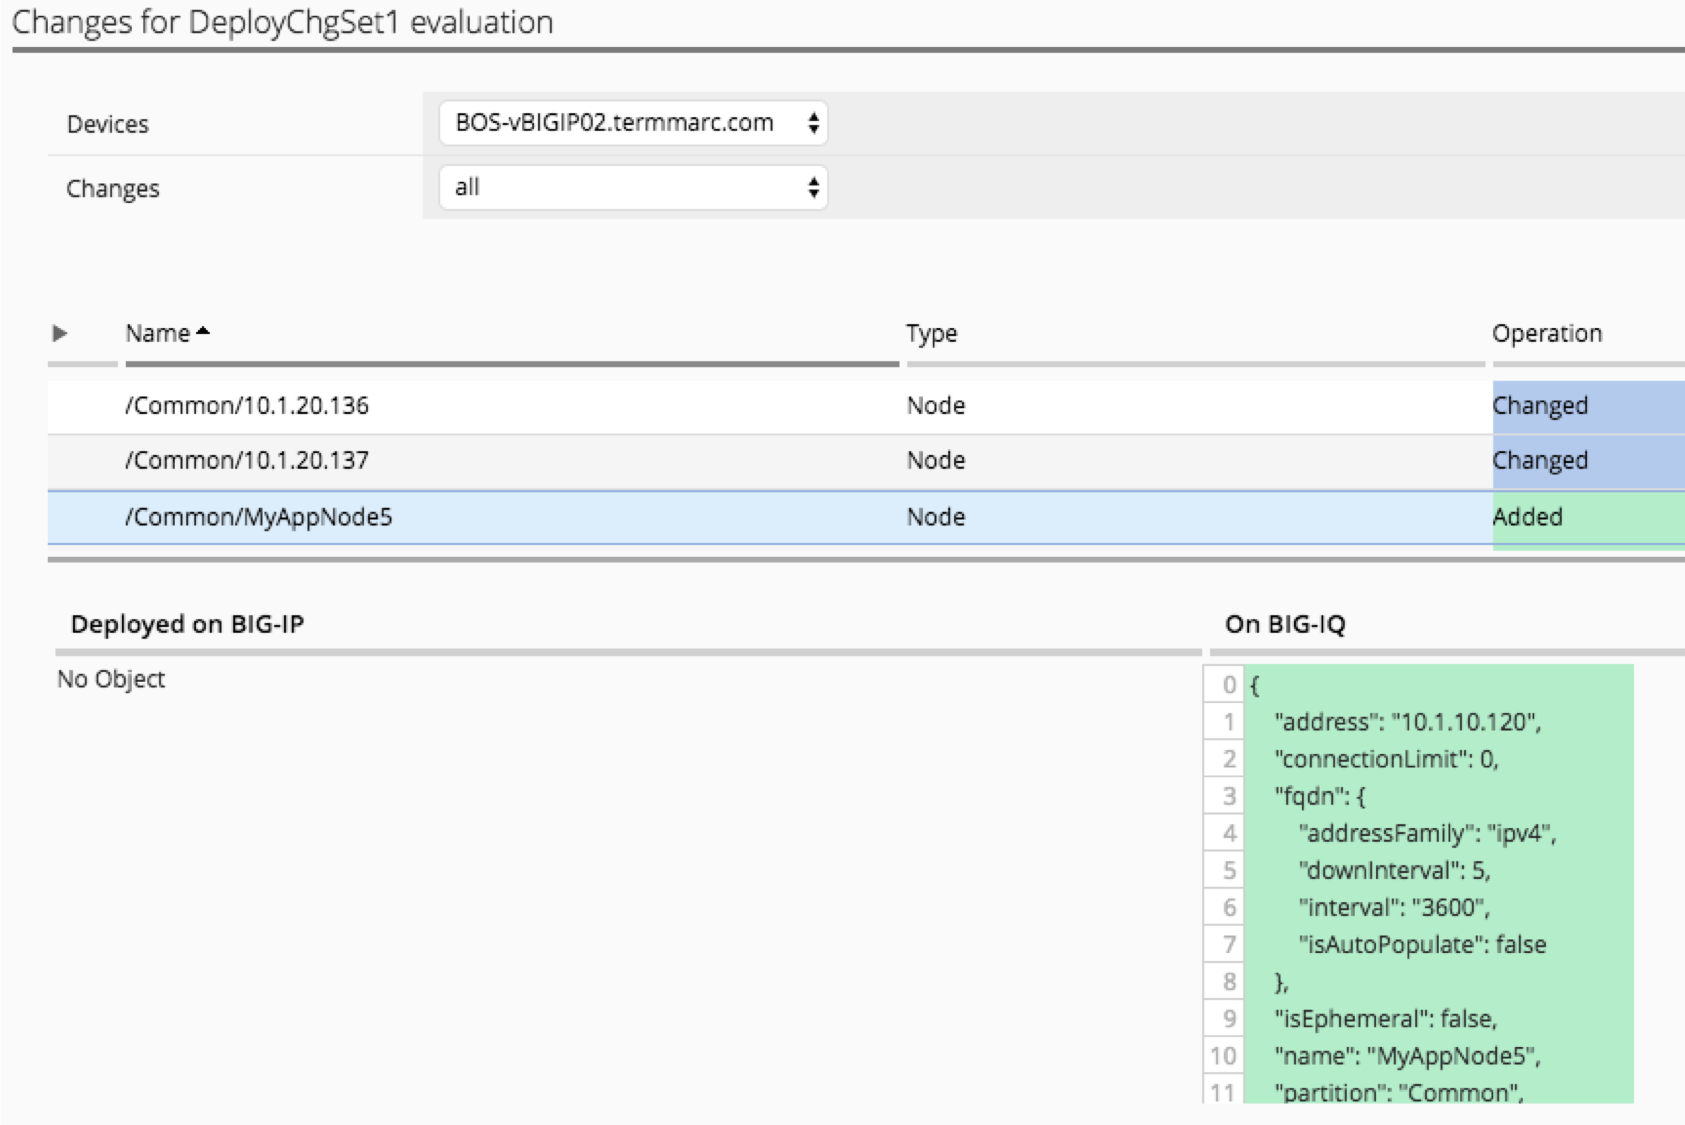 Changes for DeployChgSet1 evaluation
Devices BOS-vBIGIP02.termmarc.com
Changes all
Name Type Operation
/Common/10.1.20.136 Node Changed
/Common/10.1.20.137 Node Changed
/Common/MyAppNode5 Node Added
Deployed on BIG-IP On BIG-IQ
No Object
0 {
1 "address": "10.1.10.120",
2 "connectionLimit": 0,
3 "fqdn": {
4 "addressFamily": "ipv4",
5 "downInterval": 5,
6 "interval": "3600",
7 "isAutoPopulate": false
8 },
9 "isEphemeral": false,
10 "name": "MyAppNode5",
11 "partition": "Common",